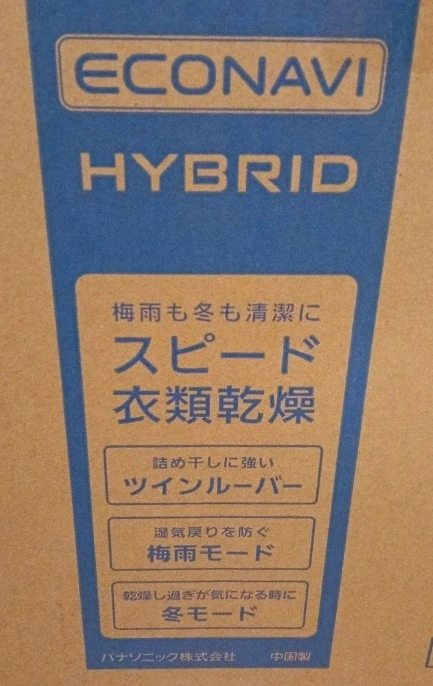 ECONAVI
HYBRID
梅雨も冬も清潔に
スピード
衣類乾燥
詰め干しに強い
ツインルーバー
湿気戻りを防ぐ
梅雨モード
乾燥し過ぎが気になる時に
冬モード
パナソニック株式会社 中国製